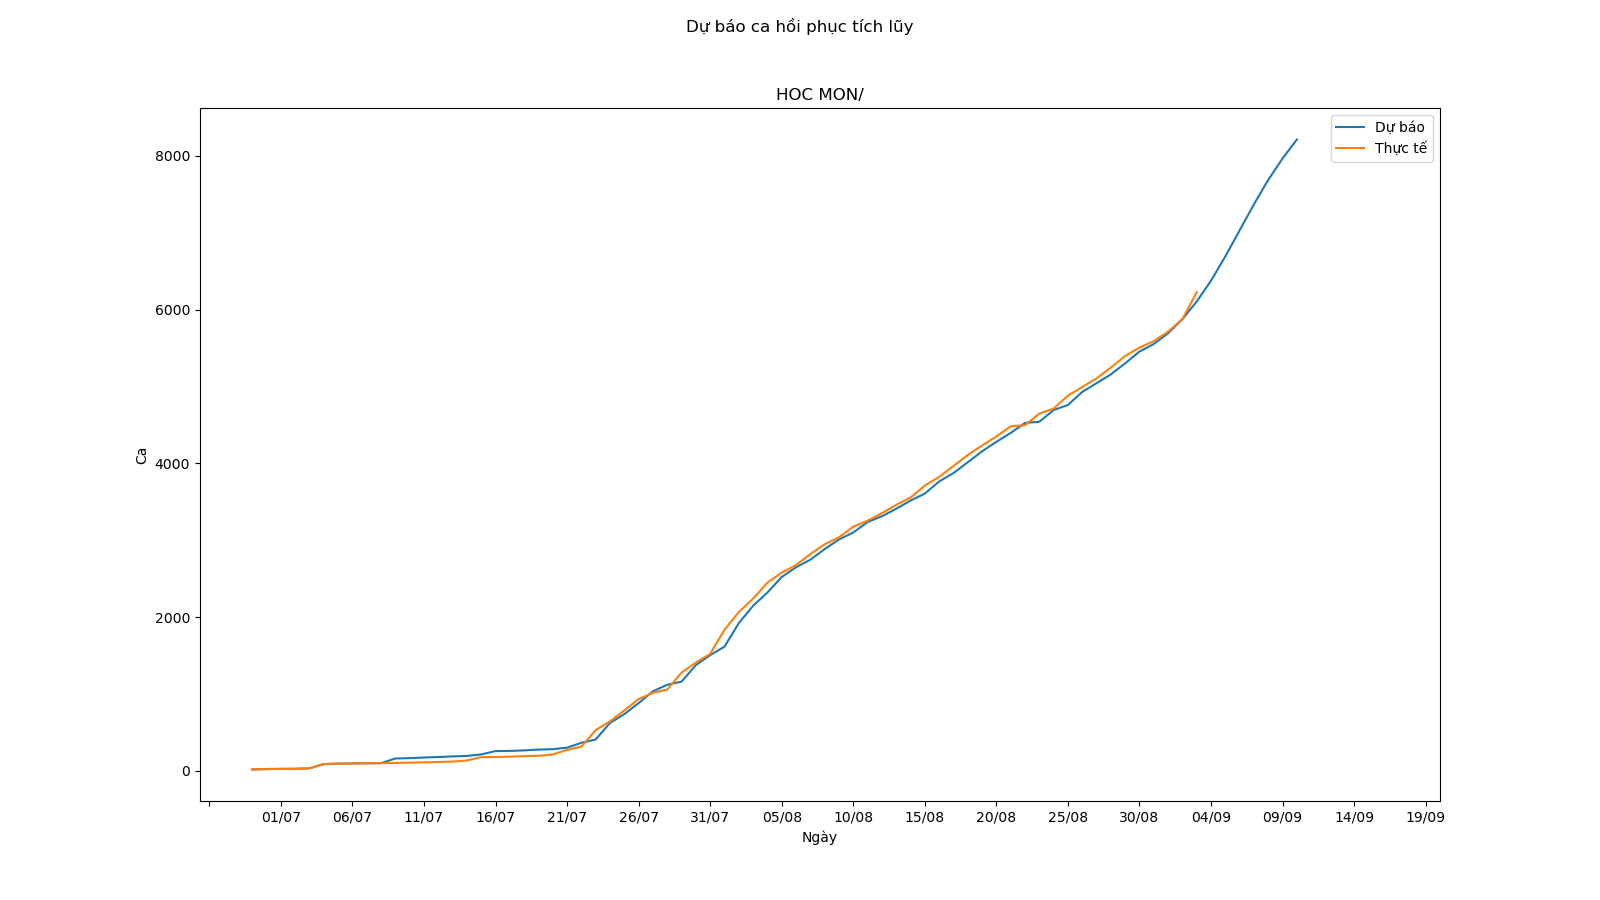 Dự báo ca hồi phục tích lũy
HOC MON/
Dự báo
Thực tế
8000
6000
4000
2000
0
Ca
01/07 06/07 11/07 16/07 21/07 26/07 31/07 05/08 10/08 15/08 20/08 25/08 30/08 04/09 09/09 14/09 19/09
Ngày